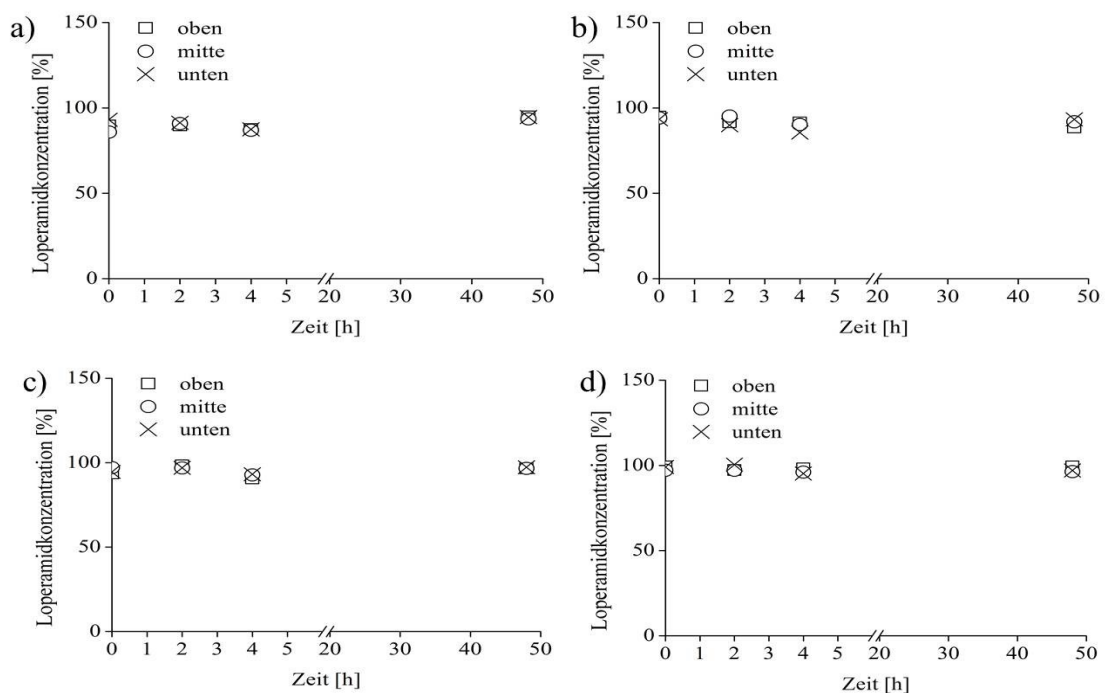 a)
Loperamidkonzentration [%]
oben
mitte
unten
150
100
50
0
0 1 2 3 4 5 20 30 40 50
Zeit [h]
b)
Loperamidkonzentration [%]
oben
mitte
unten
150
100
50
0
0 1 2 3 4 5 20 30 40 50
Zeit [h]
c)
Loperamidkonzentration [%]
oben
mitte
unten
150
100
50
0
0 1 2 3 4 5 20 30 40 50
Zeit [h]
d)
Loperamidkonzentration [%]
oben
mitte
unten
150
100
50
0
0 1 2 3 4 5 20 30 40 50
Zeit [h]